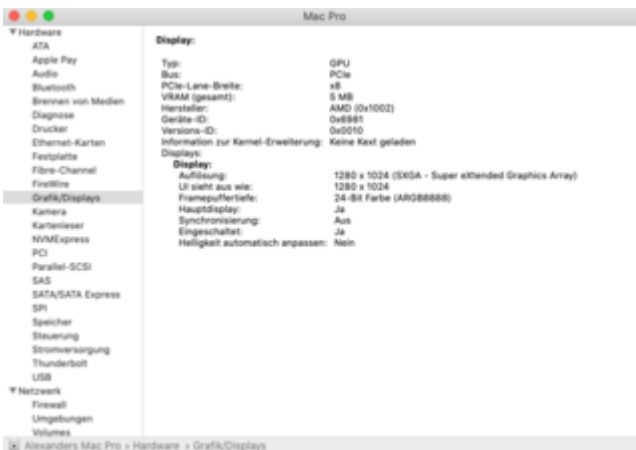 Mac Pro
Hardware
ATA
Apple Pay
Audio
Bluetooth
Brennen von Medien
Diagnose
Drucker
Ethernet-Karten
Festplatte
Fibre-Channel
FireWire
Grafik/Displays
Kamera
Kartenleser
NVMExpress
PCI
Parallel-SCSI
SAS
SATA/SATA Express
SPI
Speicher
Steuerung
Stromversorgung
Thunderbolt
USB
Netzwerk
Firewall
Umgebungen
Volumes
Display:
Typ: GPU
Bus: PCIe
PCIe-Lane-Breite: x8
VRAM (gesamt): 5 MB
Hersteller: AMD (0x1002)
Geräte-ID: 0x6981
Versions-ID: 0x0010
Information zur Kernel-Erweiterung: Keine Kext geladen
Displays:
Display:
Auflösung: 1280 x 1024 (SXGA - Super eXtended Graphics Array)
UI sieht aus wie: 1280 x 1024
Framepuffertiefe: 24-Bit Farbe (ARGB8888)
Hauptdisplay: Ja
Synchronisierung: Aus
Eingeschaltet: Ja
Helligkeit automatisch anpassen: Nein
Alexanders Mac Pro › Hardware › Grafik/Displays